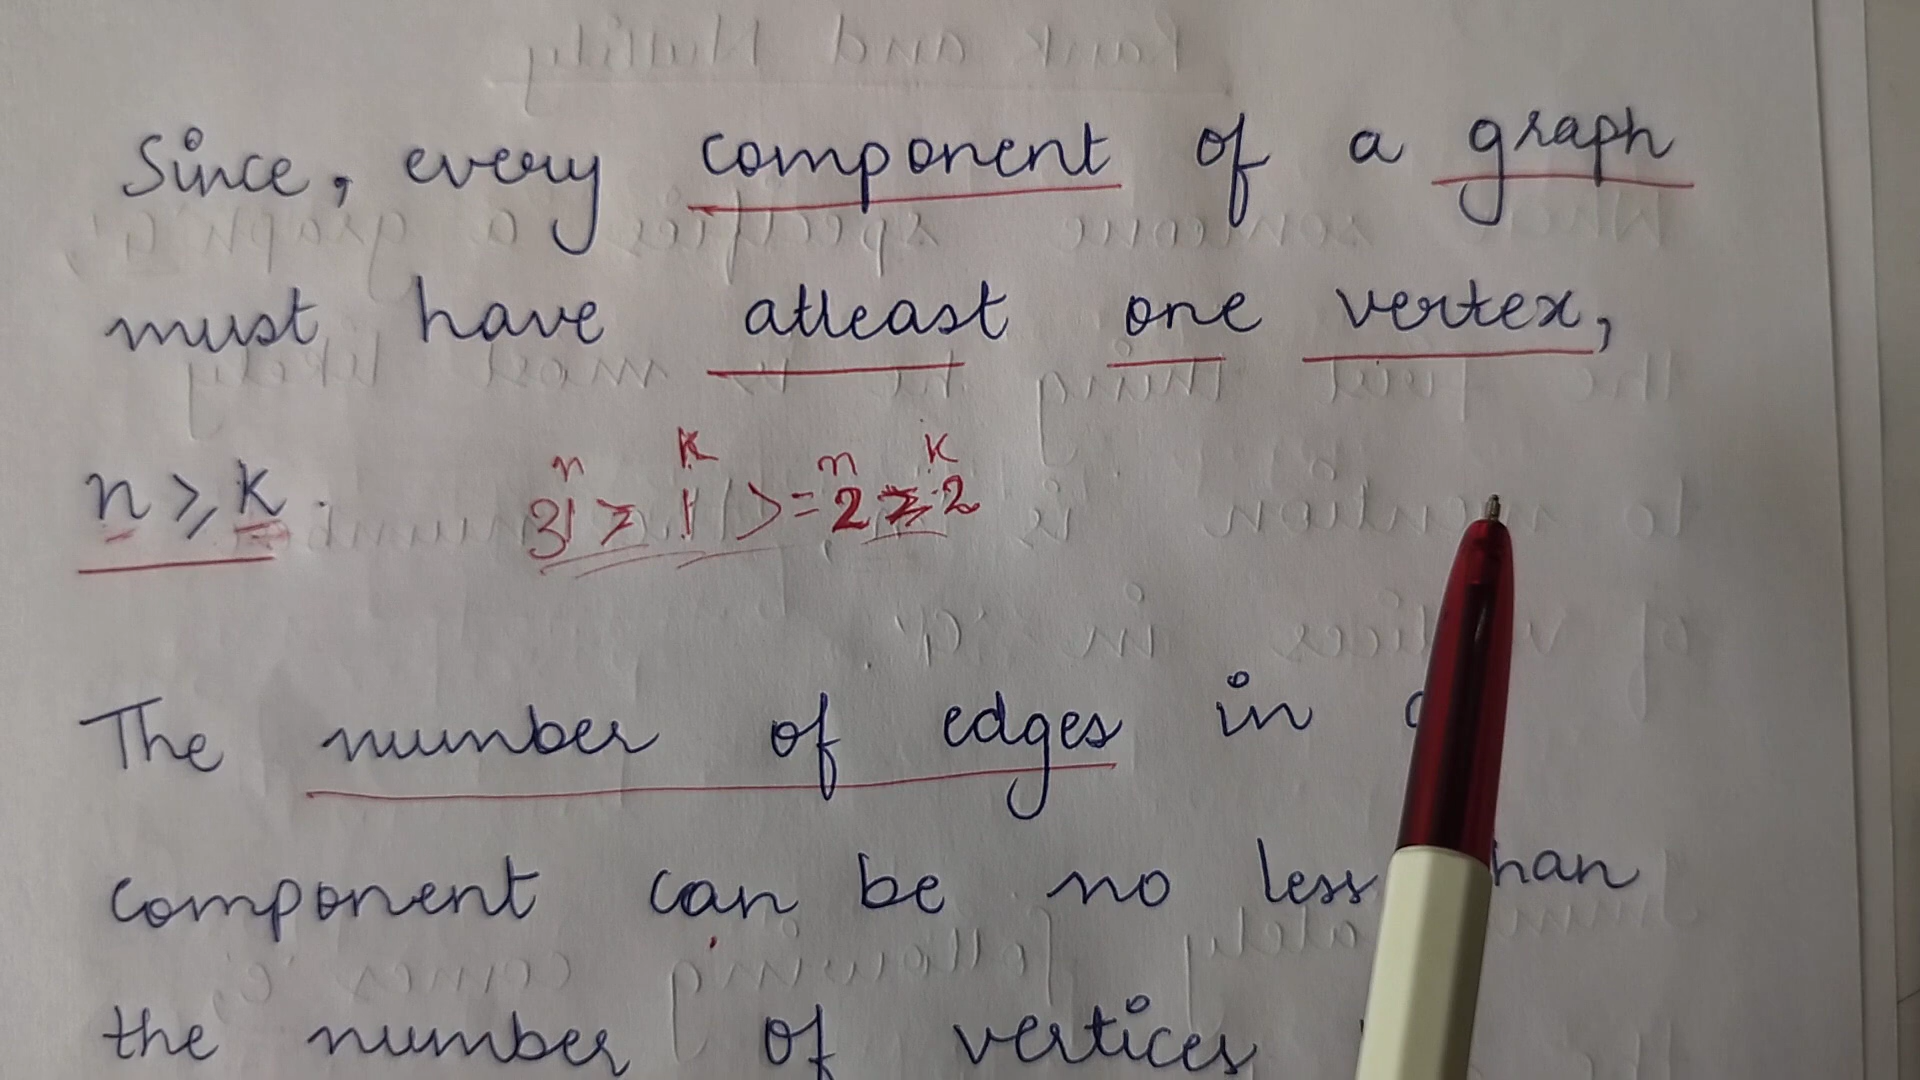 Since, every component of a graph
must have atleast one vertex,
n ≥ k.
n k n k
3 > 1 >= 2 ≥ 2
The number of edges in
component can be no less than
the number of vertices